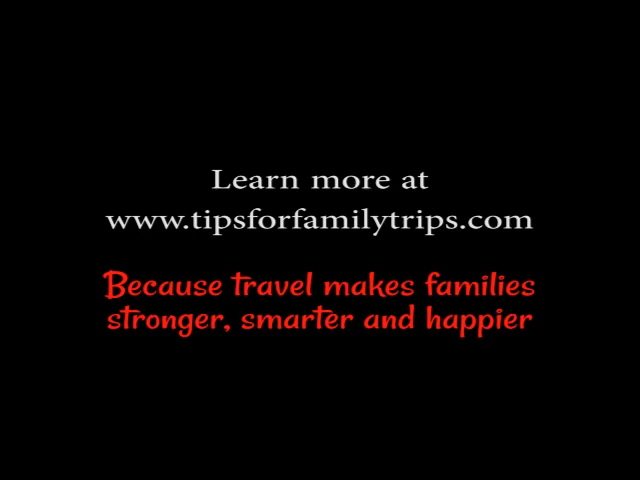 Learn more at
www.tipsforfamilytrips.com
Because travel makes families
stronger, smarter and happier